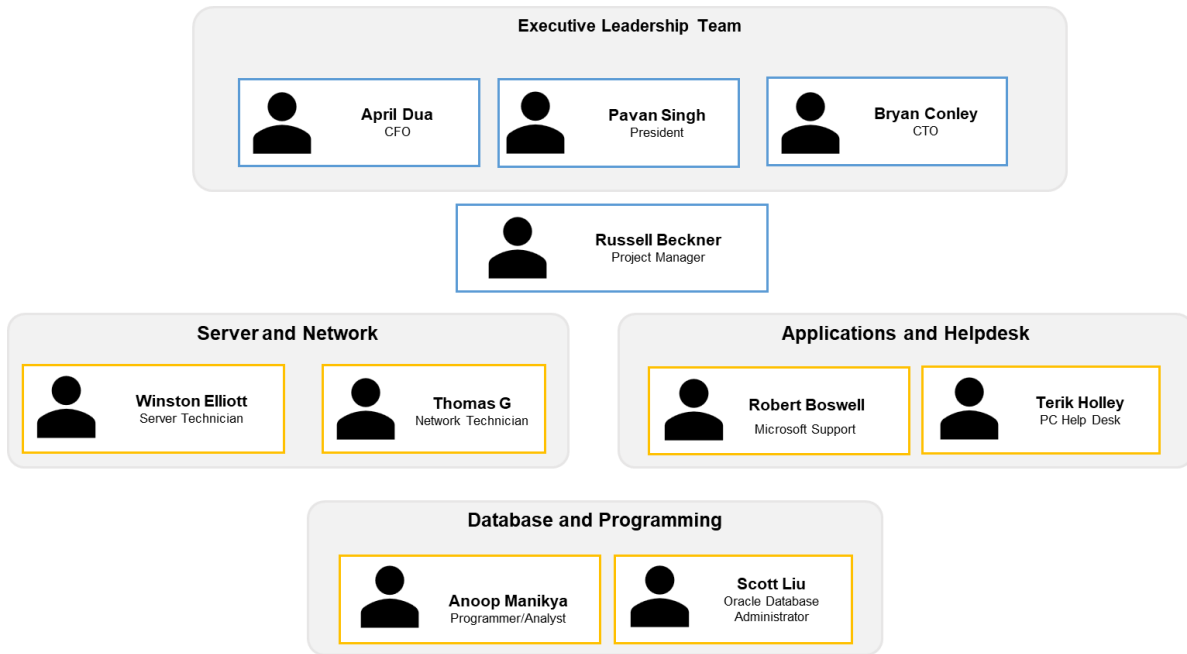 Executive Leadership Team
April Dua
CFO
Pavan Singh
President
Bryan Conley
CTO
Russell Beckner
Project Manager
Server and Network
Winston Elliott
Server Technician
Thomas G
Network Technician
Applications and Helpdesk
Robert Boswell
Microsoft Support
Terik Holley
PC Help Desk
Database and Programming
Anoop Manikya
Programmer/Analyst
Scott Liu
Oracle Database
Administrator